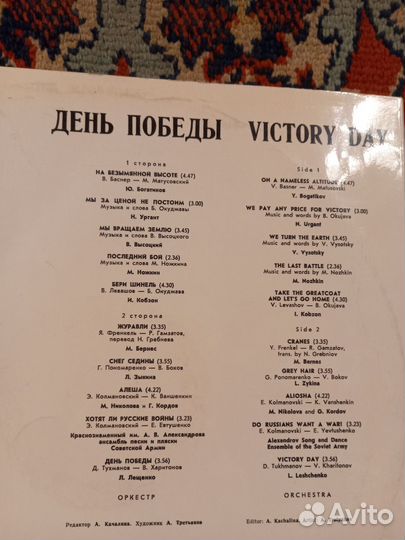 ДЕНЬ ПОБЕДЫ
1 сторона
НА БЕЗЫМЯННОЙ ВЫСОТЕ (4.47)
В. Баснер — М. Матусовский
Ю. Богатиков
МЫ ЗА ЦЕНОЙ НЕ ПОСТОИМ (3.00)
Музыка и слова Б. Окуджавы
Н. Ургант
МЫ ВРАЩАЕМ ЗЕМЛЮ (3.45)
Музыка и слова В. Высоцкого
В. Высоцкий
ПОСЛЕДНИЙ БОЙ (2.36)
Музыка и слова М. Ножкина
М. Ножкин
БЕРИ ШИНЕЛЬ (4.30)
В. Левашов — Б. Окуджава
И. Кобзон
2 сторона
ЖУРАВЛИ (3.35)
Я. Френкель — Р. Гамзатов,
перевод Н. Гребнева
М. Бернес
СНЕГ СЕДИНЫ (3.55)
Г. Пономаренко — В. Боков
Л. Зыкина
АЛЕША (4.22)
Э. Колмановский — К. Ваншенкин
М. Николова и Г. Кордов
ХОТЯТ ЛИ РУССКИЕ ВОЙНЫ (3.23)
Э. Колмановский — Е. Евтушенко
Краснознаменный им. А. В. Александрова
ансамбль песни и пляски
Советской Армии
ДЕНЬ ПОБЕДЫ (3.56)
Д. Тухманов — В. Харитонов
Л. Лещенко
ОРКЕСТР
Редактор А. Качалина. Художник А. Третьяков
VICTORY DAY
Side 1
ON A NAMELESS ALTITUDE (4.47)
V. Basner — M. Matusovski
Y. Bogatikov
WE PAY ANY PRICE FOR VICTORY (3.00)
Music and words by B. Okujava
N. Urgant
WE TURN THE EARTH (3.45)
Music and words by V. Vysotsky
V. Vysotsky
THE LAST BATTLE (2.36)
Music and words by M. Nozhkin
M. Nozhkin
TAKE THE GREATCOAT
AND LET'S GO HOME (4.30)
V. Levashov — B. Okujava
I. Kobzon
Side 2
CRANES (3.35)
Y. Frenkel — R. Gamzalov,
trans. by N. Grebniov
M. Bernes
GREY HAIR (3.55)
G. Ponomarenko — V. Bokov
L. Zykina
ALIOSHA (4.22)
E. Kolmanovski — K. Vanshenkin
M. Nikolova and G. Kordov
DO RUSSIANS WANT A WAR! (3.23)
E. Kolmanovski — E. Yevtushenko
Alexandrov Song and Dance
Ensemble of the Soviet Army
VICTORY DAY (3.56)
D. Tukhmanov — V. Kharitonov
L. Leshchenko
ORCHESTRA
Editor: A. Kachalina.
Avito